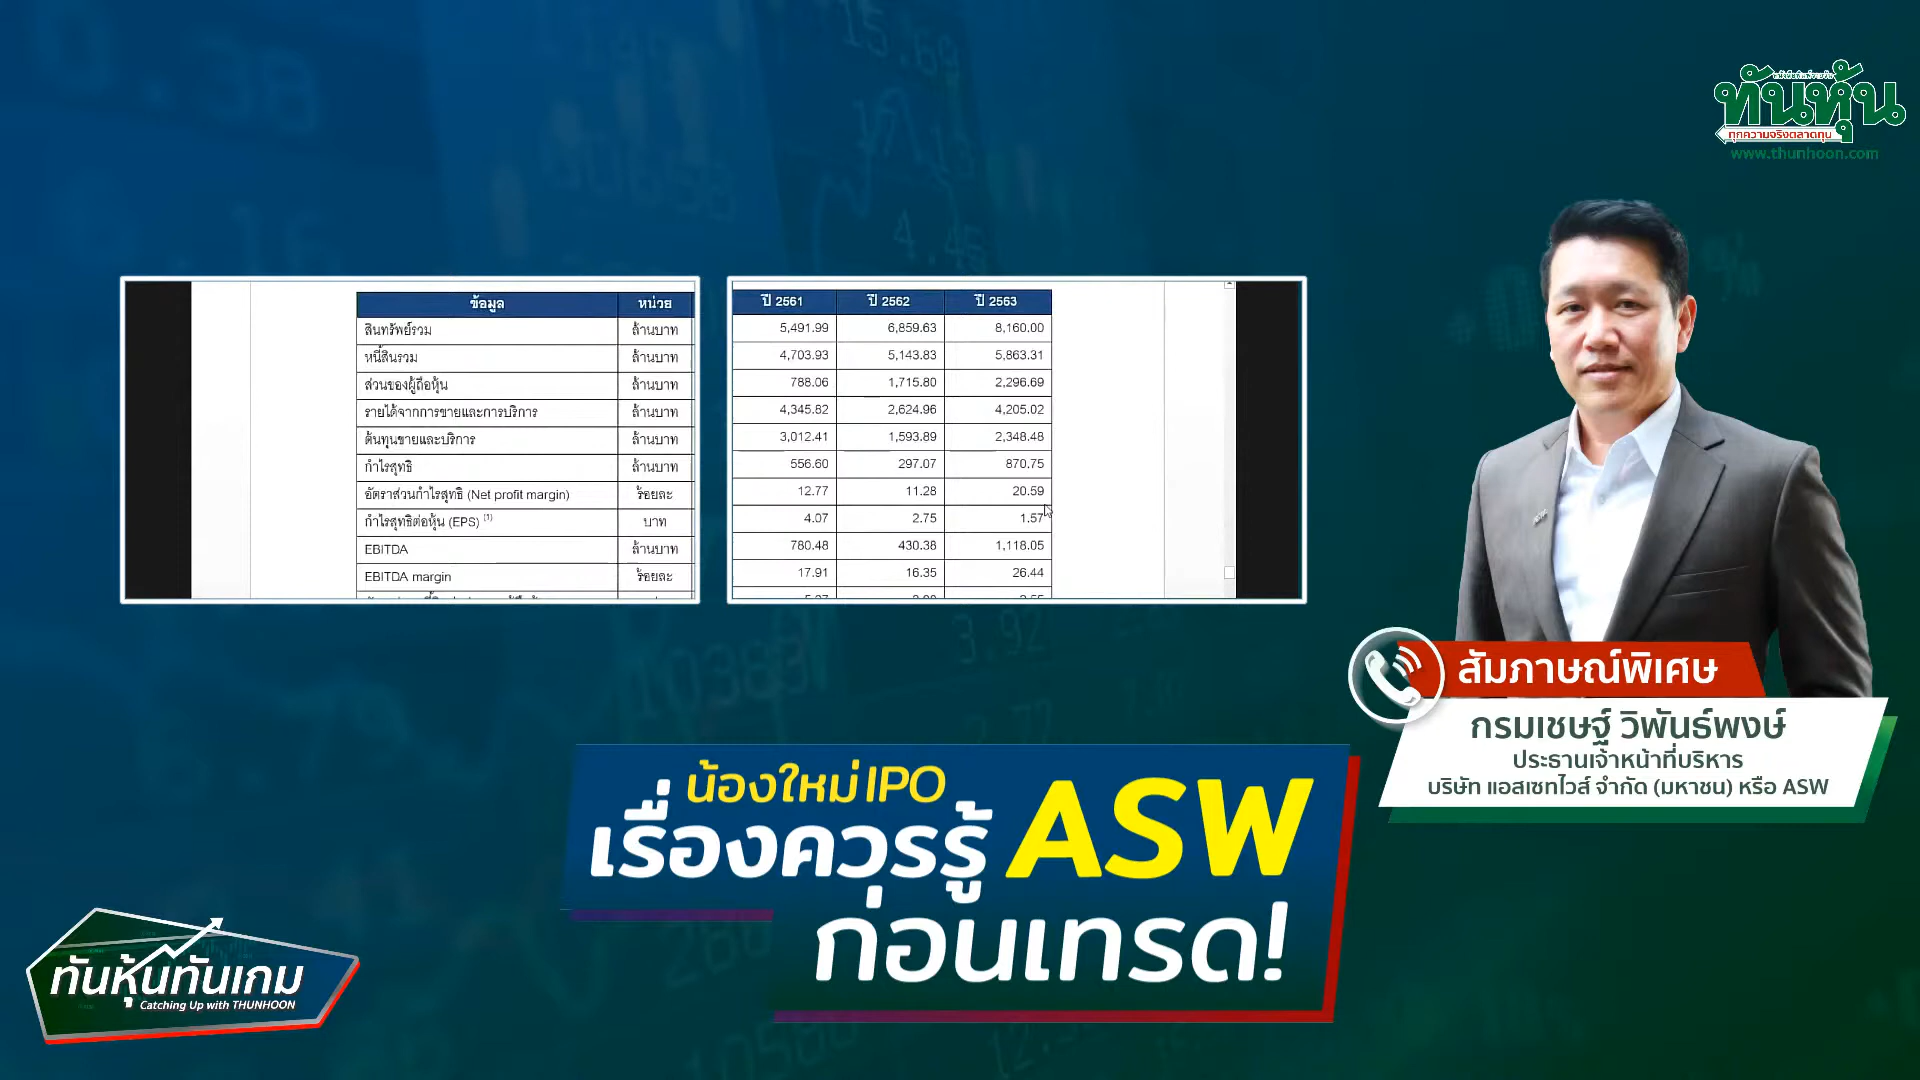 ทันหุ้น
ทุกความจริงตลาดทุน
www.thunhoon.com
ข้อมูล หน่วย ปี 2561 ปี 2562 ปี 2563
สินทรัพย์รวม ล้านบาท 5,491.99 6,859.63 8,160.00
หนี้สินรวม ล้านบาท 4,703.93 5,143.83 5,863.31
ส่วนของผู้ถือหุ้น ล้านบาท 788.06 1,715.80 2,296.69
รายได้จากการขายและการบริการ ล้านบาท 4,345.82 2,624.96 4,205.02
ต้นทุนขายและบริการ ล้านบาท 3,012.41 1,593.89 2,348.48
กำไรสุทธิ ล้านบาท 556.60 297.07 870.75
อัตราส่วนกำไรสุทธิ (Net profit margin) ร้อยละ 12.77 11.28 20.59
กำไรสุทธิต่อหุ้น (EPS) (1) บาท 4.07 2.75 1.57
EBITDA ล้านบาท 780.48 430.38 1,118.05
EBITDA margin ร้อยละ 17.91 16.35 26.44
สัมภาษณ์พิเศษ
กรมเชษฐ์ วิพันธ์พงษ์
ประธานเจ้าหน้าที่บริหาร
บริษัท แอสเซทไวส์ จำกัด (มหาชน) หรือ ASW
น้องใหม่ IPO
เรื่องควรรู้ ASW
ก่อนเทรด!
ทันหุ้นทันเกม
Catching Up with THUNHOON